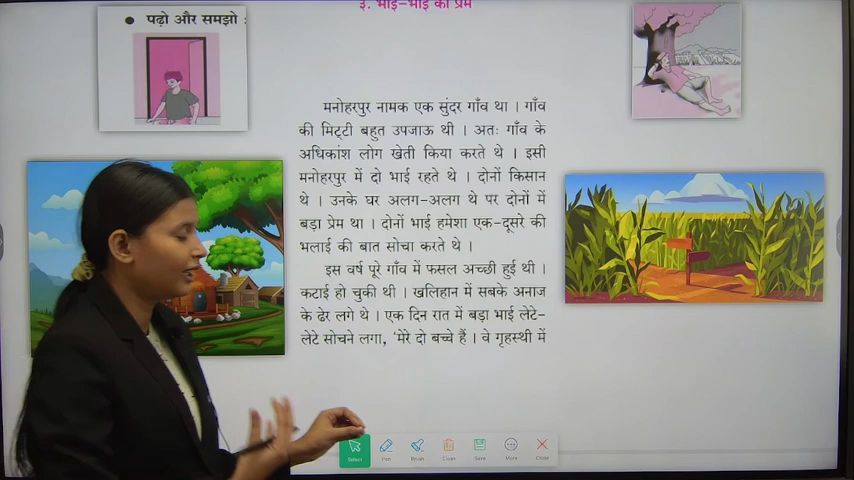 ३. भाई-भाई का प्रेम
● पढ़ो और समझो :
मनोहरपुर नामक एक सुंदर गाँव था । गाँव
की मिट्टी बहुत उपजाऊ थी । अतः गाँव के
अधिकांश लोग खेती किया करते थे । इसी
मनोहरपुर में दो भाई रहते थे । दोनों किसान
थे । उनके घर अलग-अलग थे पर दोनों में
बड़ा प्रेम था । दोनों भाई हमेशा एक-दूसरे की
भलाई की बात सोचा करते थे ।
इस वर्ष पूरे गाँव में फसल अच्छी हुई थी ।
कटाई हो चुकी थी । खलिहान में सबके अनाज
के ढेर लगे थे । एक दिन रात में बड़ा भाई लेटे-
लेटे सोचने लगा, 'मेरे दो बच्चे हैं । वे गृहस्थी में
Select Pen Brush Clean Save More Close